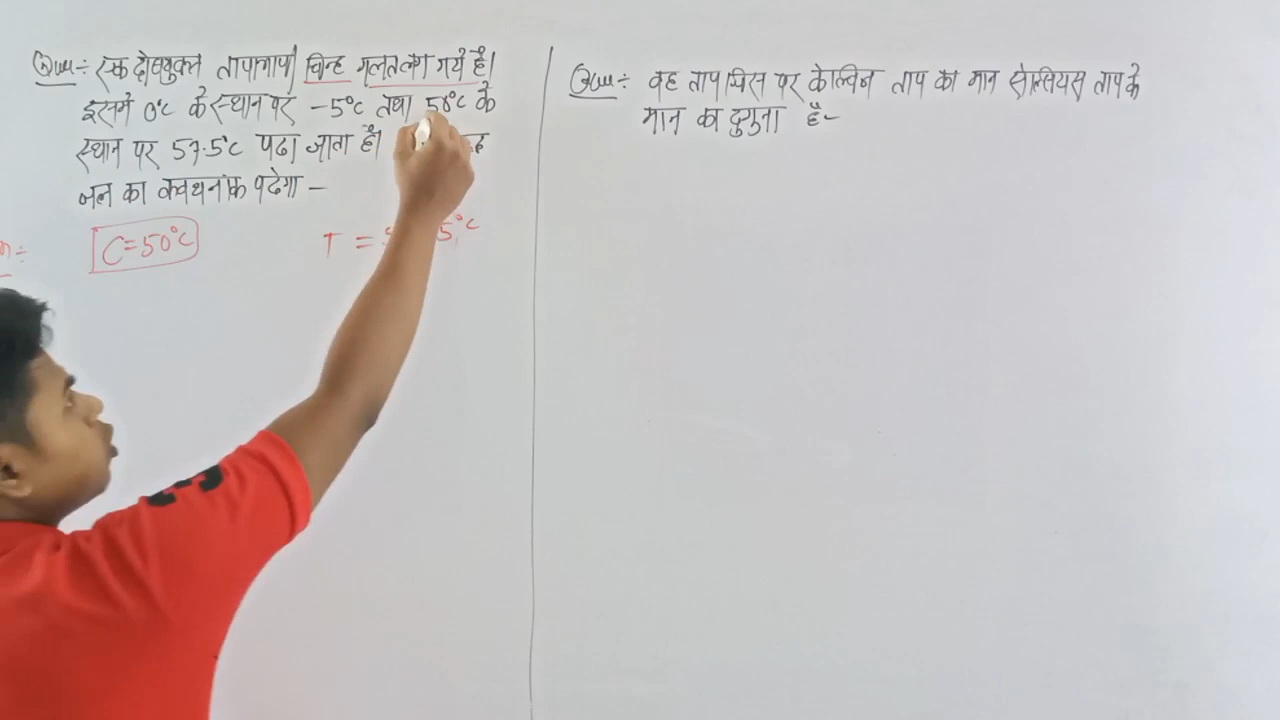 Que ÷ एक दोषयुक्त तापमापी चिन्ह गलत लग गये है।
इसमें 0°C के स्थान पर -5°C तथा 50°C के
स्थान पर 57.5°C पढा जाता है।
जल का क्वथनांक पढेगा -
C=50°C T = 5°C
Que ÷ वह ताप जिस पर केल्विन ताप का मान सेल्सियस ताप के
मान का दुगुना है-